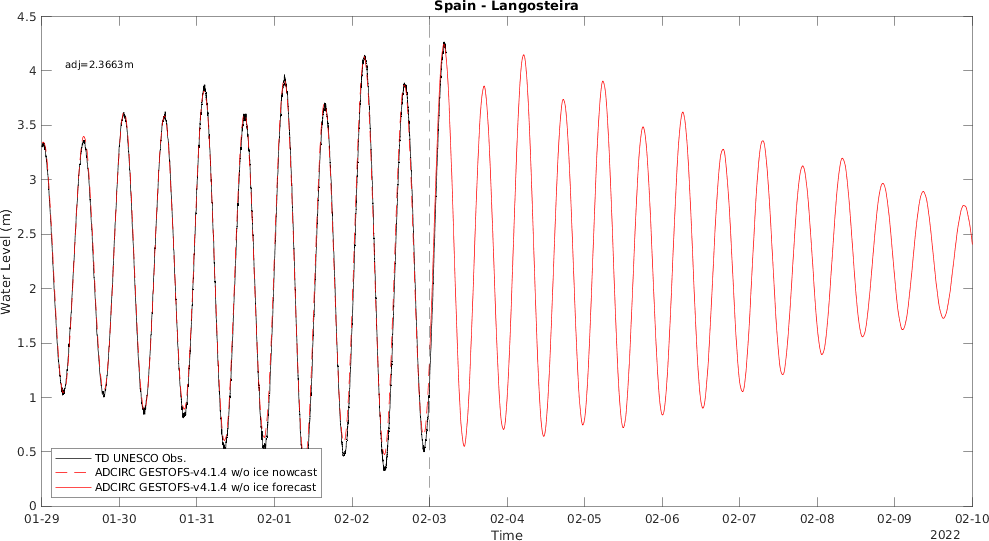 Spain - Langosteira
4.5
adj=2.3663m
4
3.5
3
2.5
2
1.5
1
0.5
0
Water Level (m)
TD UNESCO Obs.
ADCIRC GESTOFS-v4.1.4 w/o ice nowcast
ADCIRC GESTOFS-v4.1.4 w/o ice forecast
01-29 01-30 01-31 02-01 02-02 02-03 02-04 02-05 02-06 02-07 02-08 02-09 02-10
Time
2022